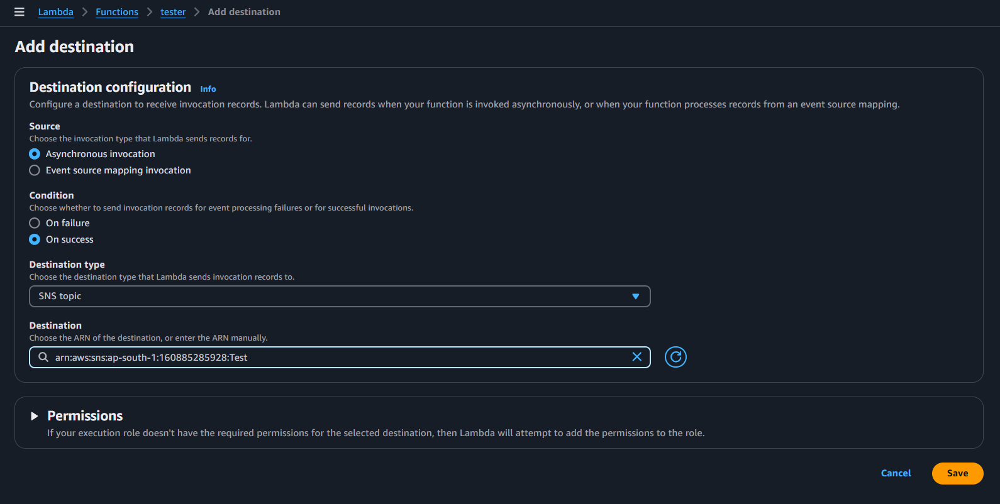 Lambda > Functions > tester > Add destination
Add destination
Destination configuration Info
Configure a destination to receive invocation records. Lambda can send records when your function is invoked asynchronously, or when your function processes records from an event source mapping.
Source
Choose the invocation type that Lambda sends records for.
Asynchronous invocation
Event source mapping invocation
Condition
Choose whether to send invocation records for event processing failures or for successful invocations.
On failure
On success
Destination type
Choose the destination type that Lambda sends invocation records to.
SNS topic
Destination
Choose the ARN of the destination, or enter the ARN manually.
arn:aws:sns:ap-south-1:160885285928:Test
Permissions
If your execution role doesn't have the required permissions for the selected destination, then Lambda will attempt to add the permissions to the role.
Cancel Save